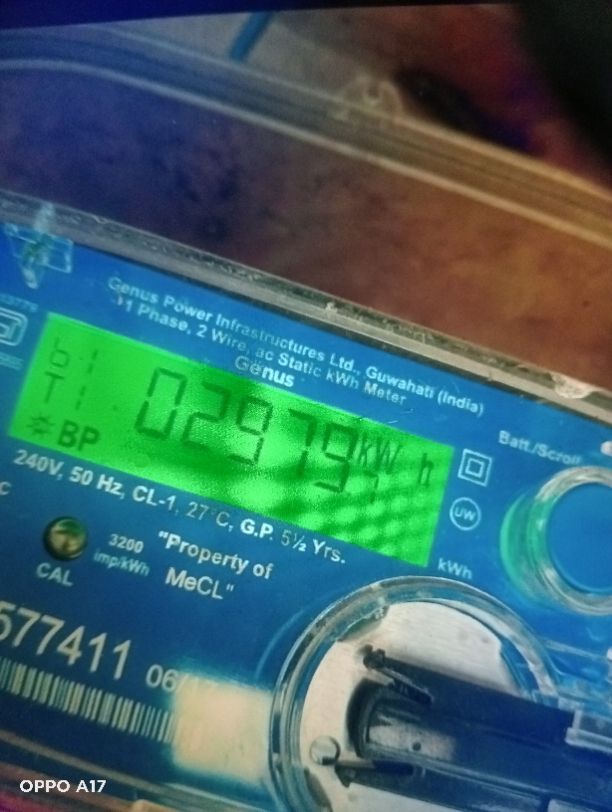 Genus Power Infrastructures Ltd., Guwahati (India)
1 Phase, 2 Wire, ac Static kWh Meter
Genus
b1
T1
02979
kW h
BP
Batt./Scroll
UW
240V, 50 Hz, CL-1, 27°C, G.P. 5½ Yrs.
kWh
3200
imp/kWh
CAL
"Property of
MeCL"
577411
06/
OPPO A17